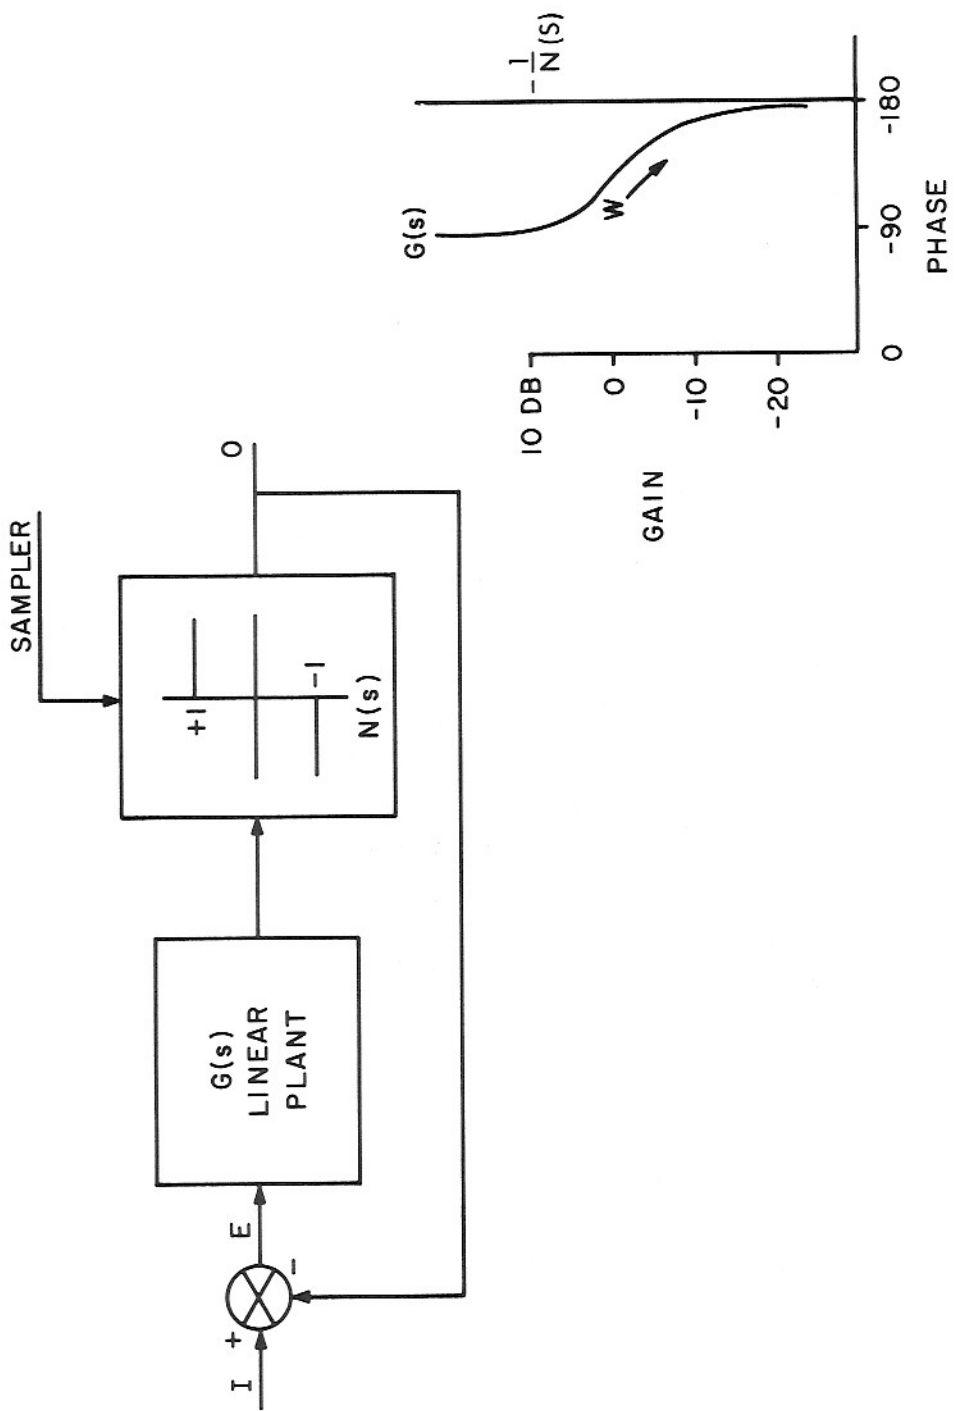 SAMPLER
I
+
-
E
G(s)
LINEAR
PLANT
+1
-1
N(s)
O
GAIN
10 DB
0
-10
-20
G(s)
W
-1/N(S)
0
-90
-180
PHASE